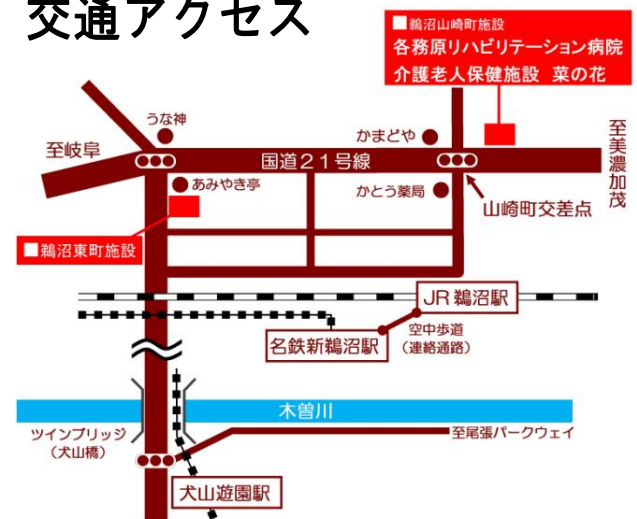 交通アクセス
■鵜沼山崎町施設
各務原リハビリテーション病院
介護老人保健施設 菜の花
うな神
かまどや
至岐阜
国道21号線
至美濃加茂
あみやき亭
かとう薬局
山崎町交差点
■鵜沼東町施設
JR鵜沼駅
名鉄新鵜沼駅
空中歩道
（連絡通路）
木曽川
ツインブリッジ
（犬山橋）
至尾張パークウェイ
犬山遊園駅